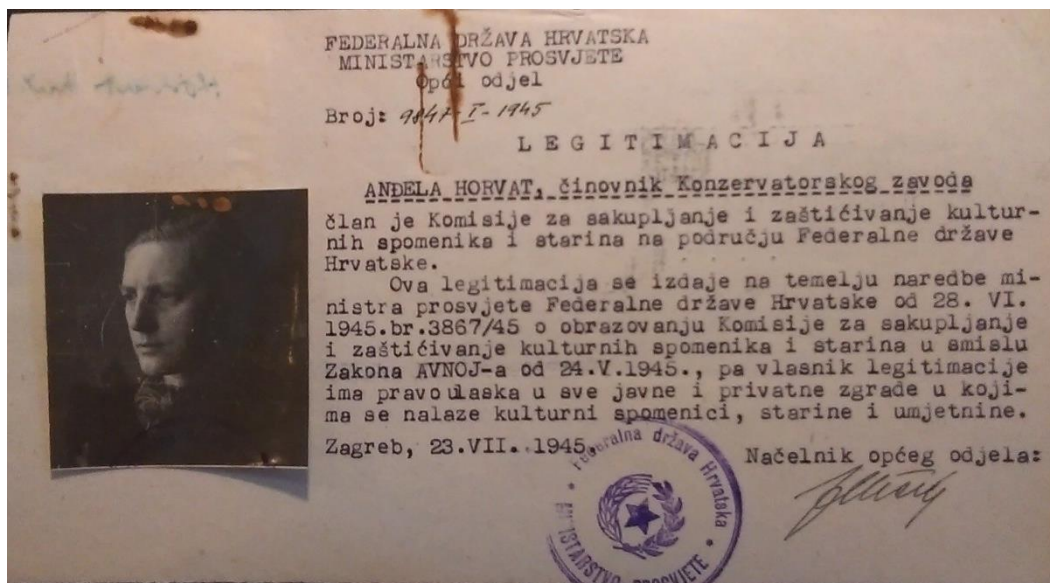 FEDERALNA DRŽAVA HRVATSKA
MINISTARSTVO PROSVJETE
Opći odjel
Broj: 9847-I-1945
LEGITIMACIJA
ANĐELA HORVAT, činovnik Konzervatorskog zavoda
član je Komisije za sakupljanje i zaštićivanje kultur-
nih spomenika i starina na području Federalne države
Hrvatske.
Ova legitimacija se izdaje na temelju naredbe mi-
nistra prosvjete Federalne države Hrvatske od 28. VI.
1945.br.3867/45 o obrazovanju Komisije za sakupljanje
i zaštićivanje kulturnih spomenika i starina u smislu
Zakona AVNOJ-a od 24.V.1945., pa vlasnik legitimacije
ima pravo ulaska u sve javne i privatne zgrade u koji-
ma se nalaze kulturni spomenici, starine i umjetnine.
Zagreb, 23.VII. 1945
Načelnik općeg odjela:
Federalna država Hrvatska
MINISTARSTVO PROSVJETE